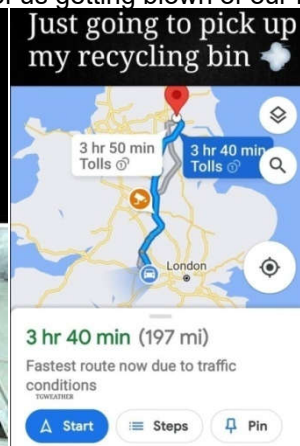 Just going to pick up
my recycling bin
3 hr 50 min
Tolls
3 hr 40 min
Tolls
London
3 hr 40 min (197 mi)
Fastest route now due to traffic
conditions
TGWEATHER
Start
Steps
Pin